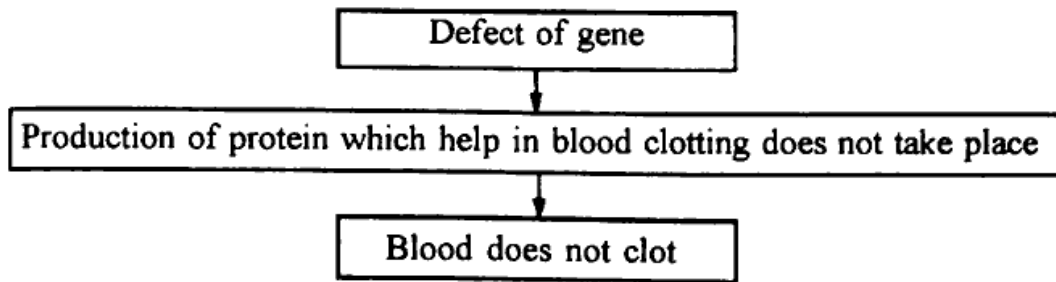 Defect of gene
Production of protein which help in blood clotting does not take place
Blood does not clot